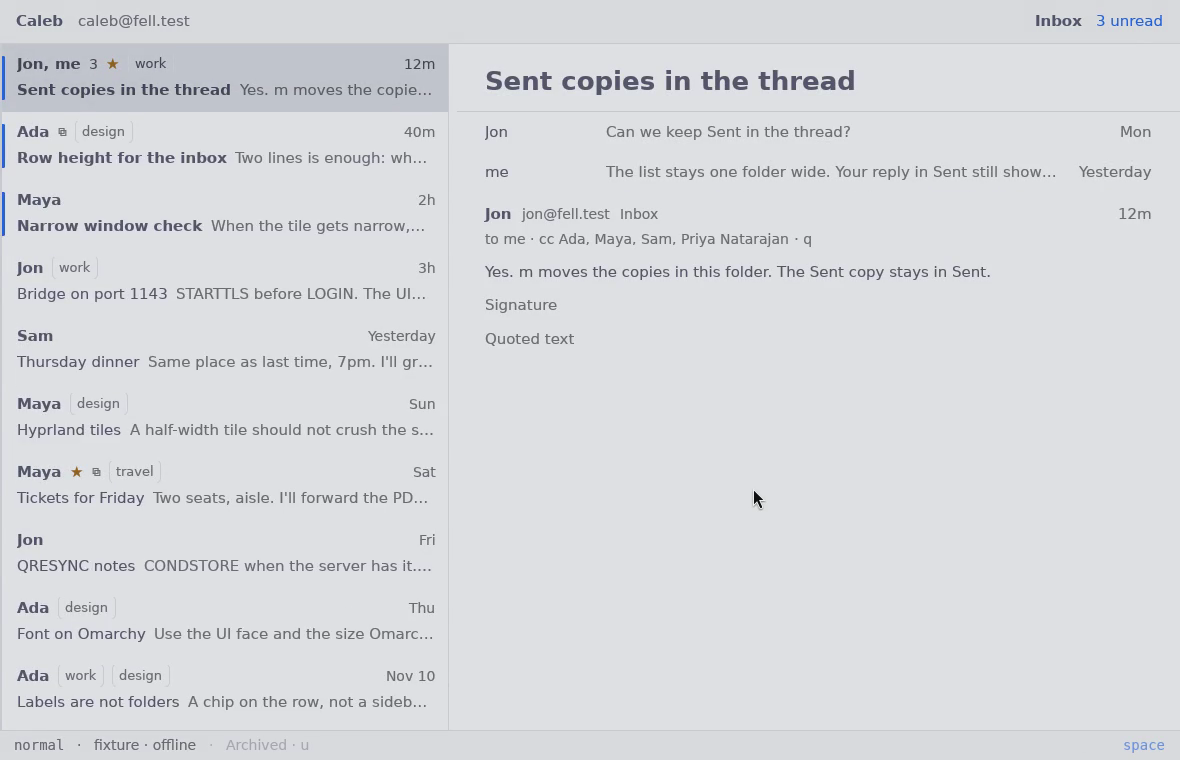 Caleb caleb@fell.test Inbox 3 unread
Jon, me 3 ★ work 12m
Sent copies in the thread Yes. m moves the copie…
Ada ⧉ design 40m
Row height for the inbox Two lines is enough: wh…
Maya 2h
Narrow window check When the tile gets narrow,…
Jon work 3h
Bridge on port 1143 STARTTLS before LOGIN. The UI…
Sam Yesterday
Thursday dinner Same place as last time, 7pm. I'll gr…
Maya design Sun
Hyprland tiles A half-width tile should not crush the s…
Maya ★ ⧉ travel Sat
Tickets for Friday Two seats, aisle. I'll forward the PD…
Jon Fri
QRESYNC notes CONDSTORE when the server has it.…
Ada design Thu
Font on Omarchy Use the UI face and the size Omarc…
Ada work design Nov 10
Labels are not folders A chip on the row, not a sideb…
Sent copies in the thread
Jon Can we keep Sent in the thread? Mon
me The list stays one folder wide. Your reply in Sent still show… Yesterday
Jon jon@fell.test Inbox 12m
to me · cc Ada, Maya, Sam, Priya Natarajan · q
Yes. m moves the copies in this folder. The Sent copy stays in Sent.
Signature
Quoted text
normal · fixture · offline · Archived · u space